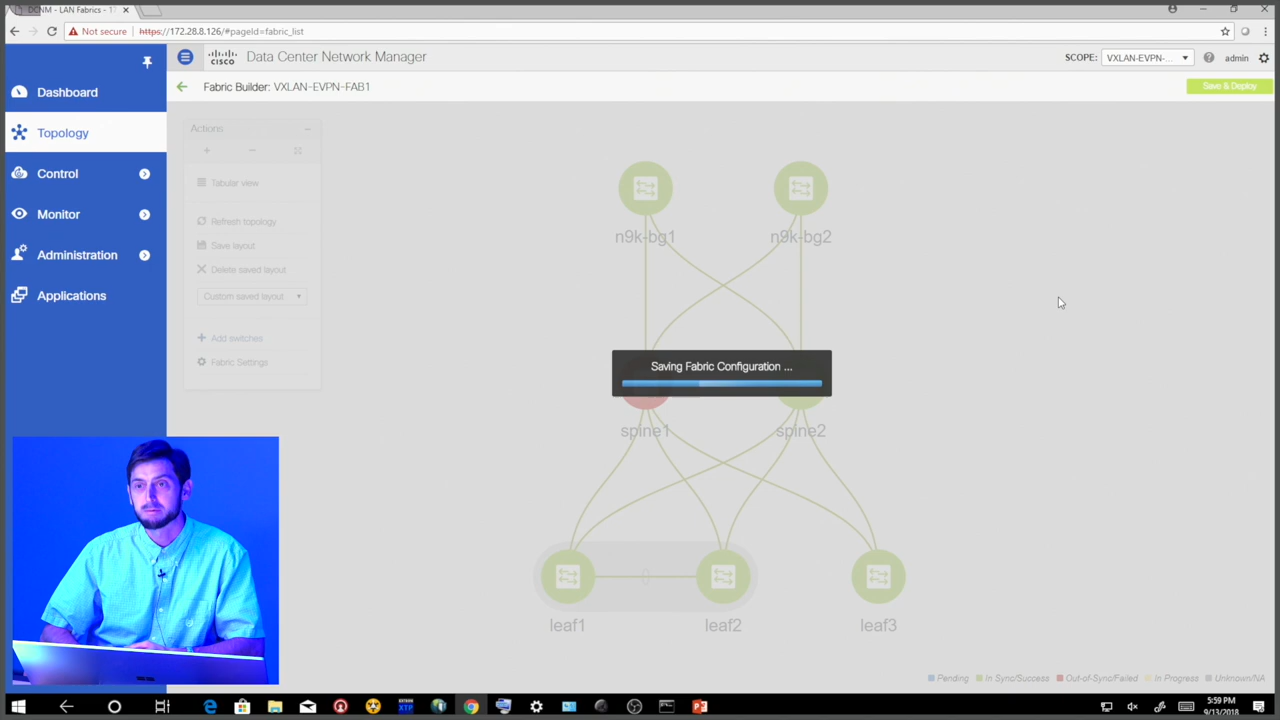 DCNM - LAN Fabrics - 17
Not secure
https://172.28.8.126/#pageId=fabric_list
CISCO
Data Center Network Manager
SCOPE:
VXLAN-EVPN-...
admin
Fabric Builder: VXLAN-EVPN-FAB1
Save & Deploy
Dashboard
Topology
Control
Monitor
Administration
Applications
Actions
Tabular view
Refresh topology
Save layout
Delete saved layout
Custom saved layout
Add switches
Fabric Settings
n9k-bg1
n9k-bg2
Saving Fabric Configuration ...
spine1
spine2
leaf1
leaf2
leaf3
Pending
In Sync/Success
Out-of-Sync/Failed
In Progress
Unknown/NA
XTP
5:59 PM
9/13/2018